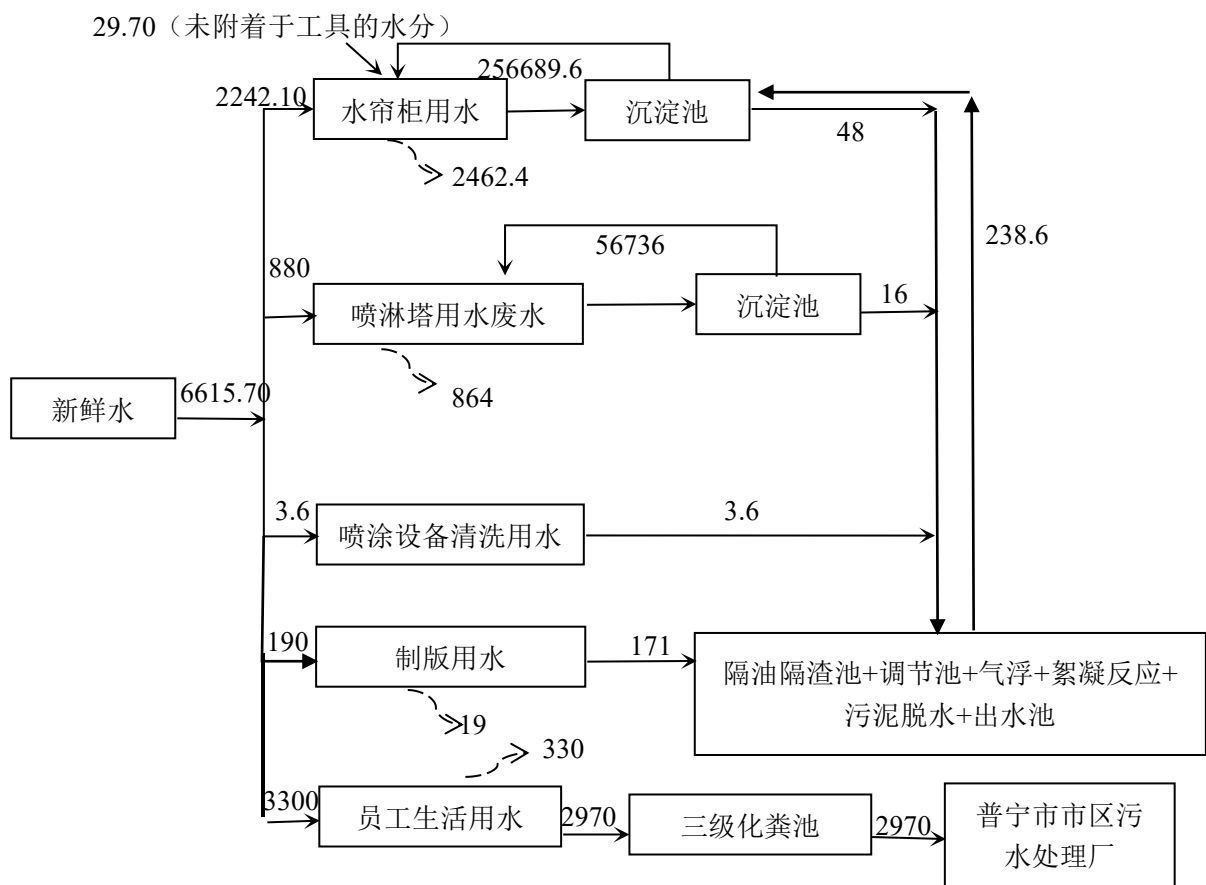 29.70（未附着于工具的水分）
256689.6
2242.10
水帘柜用水
沉淀池
48
2462.4
238.6
56736
880
喷淋塔用水废水
沉淀池
16
864
新鲜水
6615.70
3.6
喷涂设备清洗用水
3.6
190
制版用水
171
隔油隔渣池+调节池+气浮+絮凝反应+
污泥脱水+出水池
19
330
3300
员工生活用水
2970
三级化粪池
2970
普宁市市区污
水处理厂